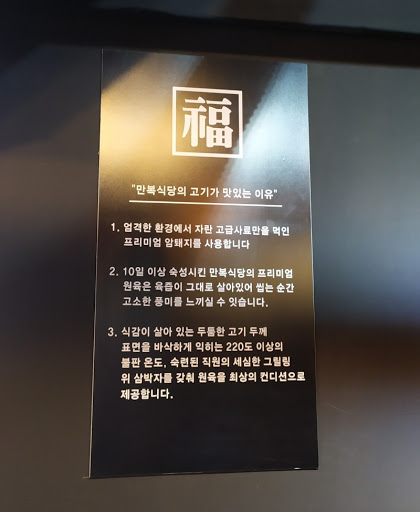 福
"만복식당의 고기가 맛있는 이유"
1. 엄격한 환경에서 자란 고급사료만을 먹인
프리미엄 암퇘지를 사용합니다
2. 10일 이상 숙성시킨 만복식당의 프리미엄
원육은 육즙이 그대로 살아있어 씹는 순간
고소한 풍미를 느끼실 수 있습니다.
3. 식감이 살아 있는 두툼한 고기 두께
표면을 바삭하게 익히는 220도 이상의
불판 온도, 숙련된 직원의 세심한 그릴링
위 삼박자를 갖춰 원육을 최상의 컨디션으로
제공합니다.